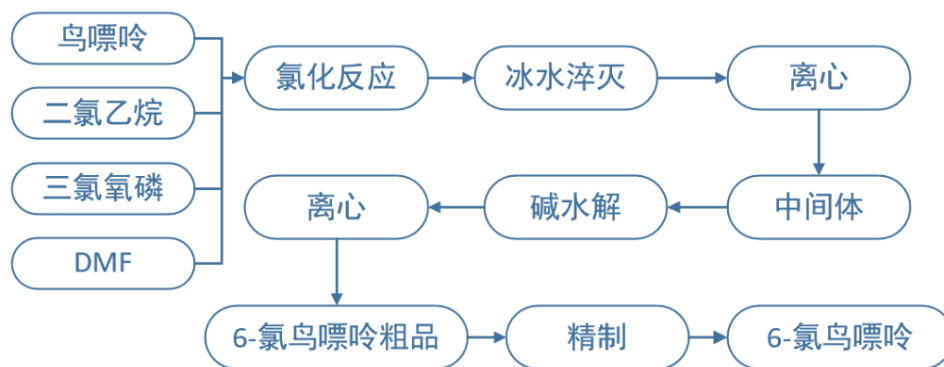 鸟嘌呤
二氯乙烷
三氯氧磷
DMF
氯化反应
冰水淬灭
离心
中间体
碱水解
离心
6-氯鸟嘌呤粗品
精制
6-氯鸟嘌呤